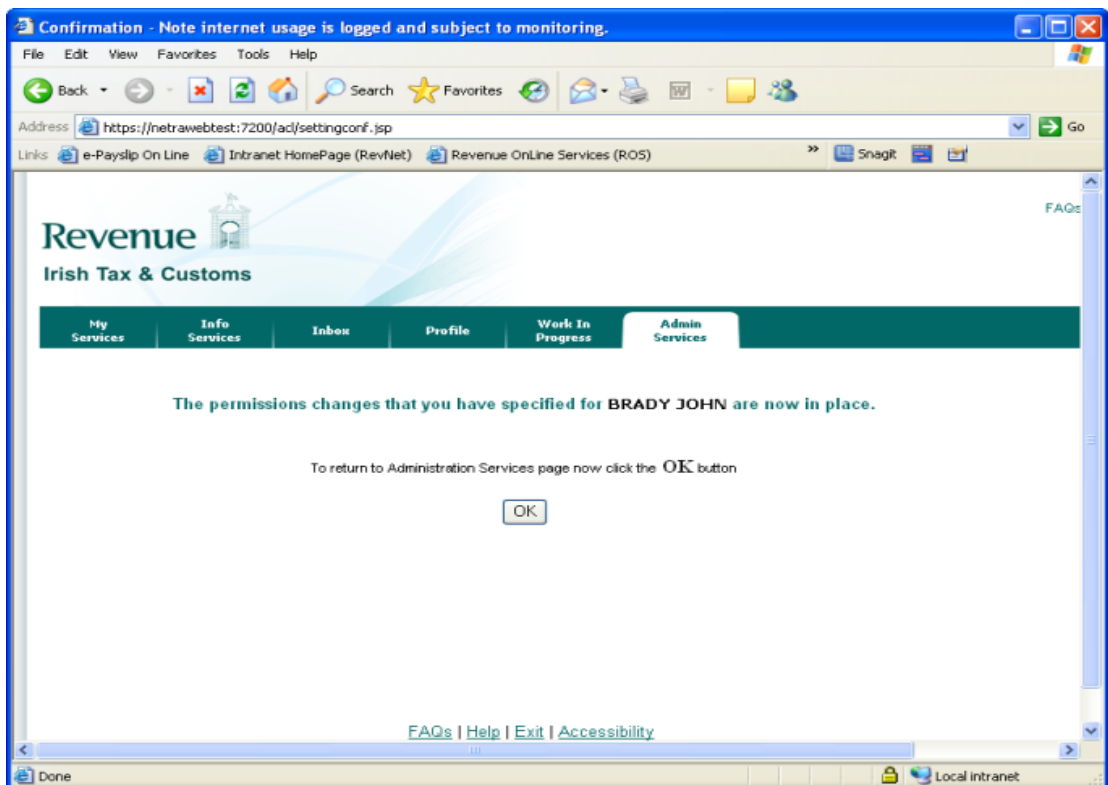 Confirmation - Note internet usage is logged and subject to monitoring.
File Edit View Favorites Tools Help
Back Search Favorites
Address https://netrawebtest:7200/acl/settingconf.jsp Go
Links e-Payslip On Line Intranet HomePage (RevNet) Revenue OnLine Services (ROS) » Snagit
FAQs
Revenue
Irish Tax & Customs
My Services Info Services Inbox Profile Work In Progress Admin Services
The permissions changes that you have specified for BRADY JOHN are now in place.
To return to Administration Services page now click the OK button
OK
FAQs | Help | Exit | Accessibility
Done Local intranet